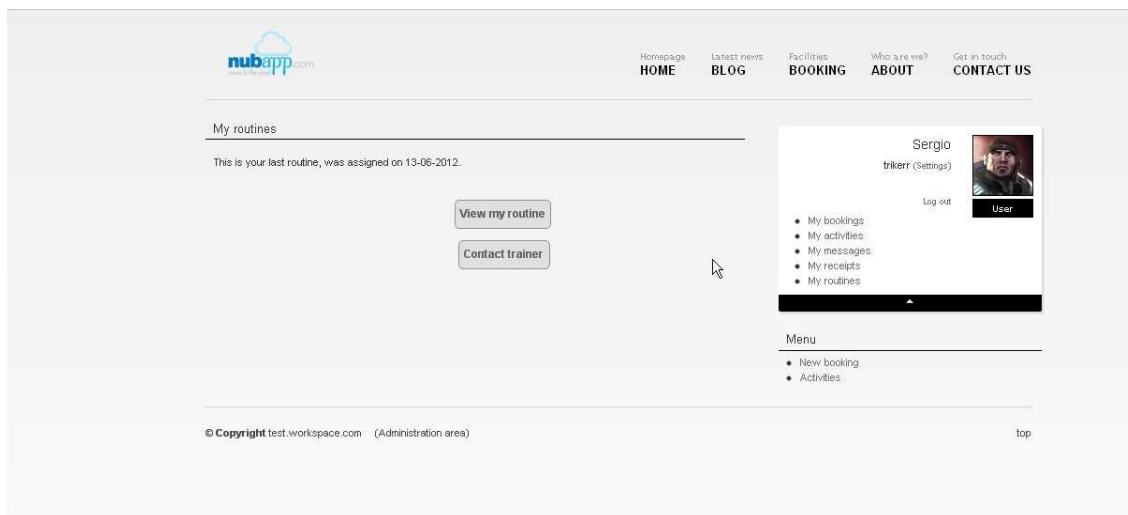 nubapp.com
Homepage Latest news Facilities Who are we? Get in touch
HOME BLOG BOOKING ABOUT CONTACT US
My routines
This is your last routine, was assigned on 13-06-2012.
View my routine
Contact trainer
Sergio
trikerr (Settings)
Log out
User
My bookings
My activities
My messages
My receipts
My routines
Menu
New booking
Activities
© Copyright test.workspace.com (Administration area)
top